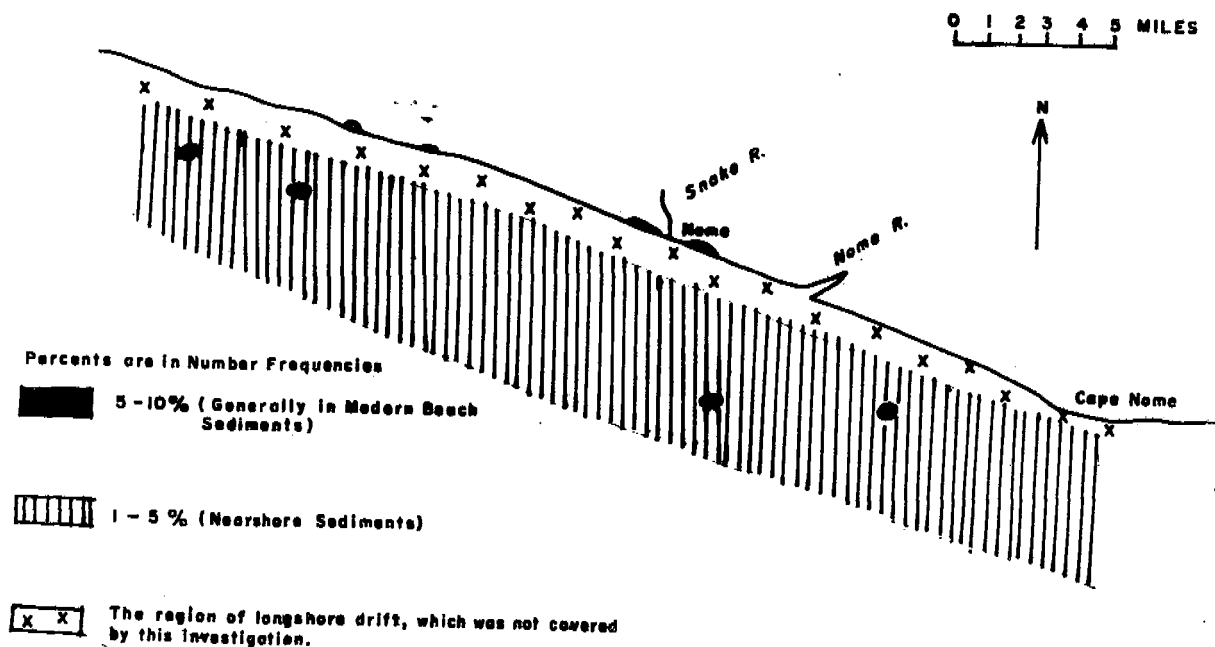 0 1 2 3 4 5 MILES
N
Snake R.
Nome
Nome R.
Cape Nome
Percents are in Number Frequencies
5-10% (Generally in Modern Beach
Sediments)
1-5% (Nearshore Sediments)
x x
The region of longshore drift, which was not covered
by this investigation.